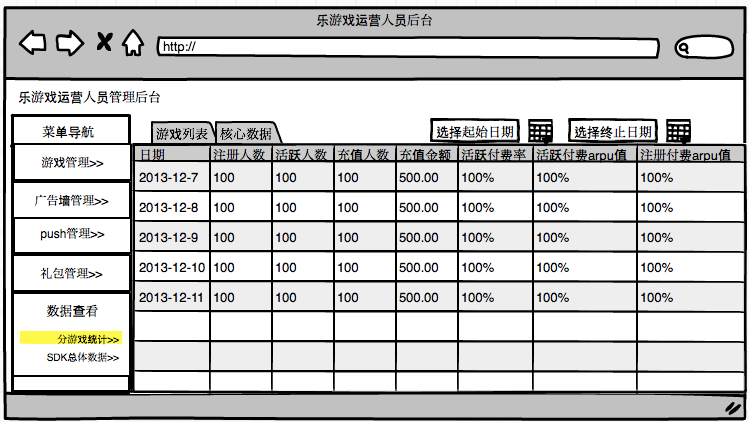 乐游戏运营人员后台
http://
乐游戏运营人员管理后台
菜单导航
游戏管理>>
广告墙管理>>
push管理>>
礼包管理>>
数据查看
分游戏统计>>
SDK总体数据>>
游戏列表 核心数据 选择起始日期 选择终止日期
日期 注册人数 活跃人数 充值人数 充值金额 活跃付费率 活跃付费arpu值 注册付费arpu值
2013-12-7 100 100 100 500.00 100% 100% 100%
2013-12-8 100 100 100 500.00 100% 100% 100%
2013-12-9 100 100 100 500.00 100% 100% 100%
2013-12-10 100 100 100 500.00 100% 100% 100%
2013-12-11 100 100 100 500.00 100% 100% 100%